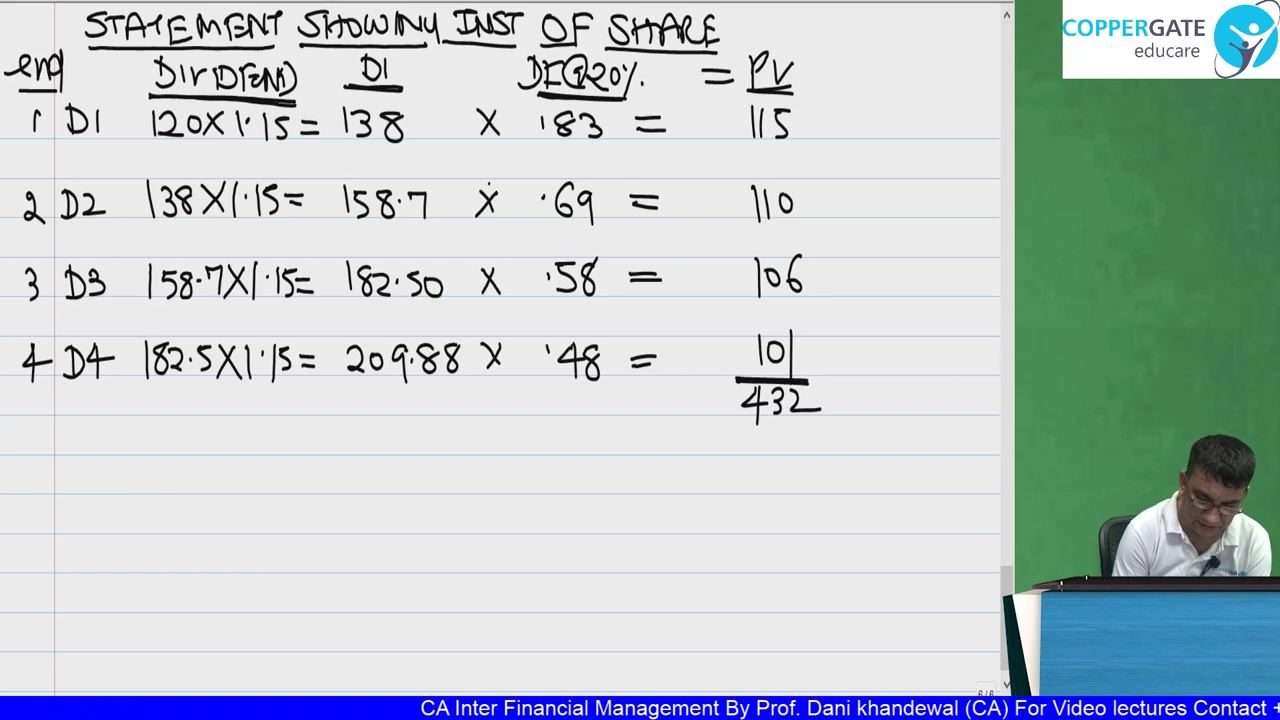 STATEMENT SHOWING INST OF SHARE
end DIVIDEND DI DF@20% = PV
1 D1 120X1.15= 138 X .83 = 115
2 D2 138X1.15= 158.7 X .69 = 110
3 D3 158.7X1.15= 182.50 X .58 = 106
4 D4 182.5X1.15= 209.88 X .48 = 101
432
COPPERGATE
educare
6/6
CA Inter Financial Management By Prof. Dani khandewal (CA) For Video lectures Contact +